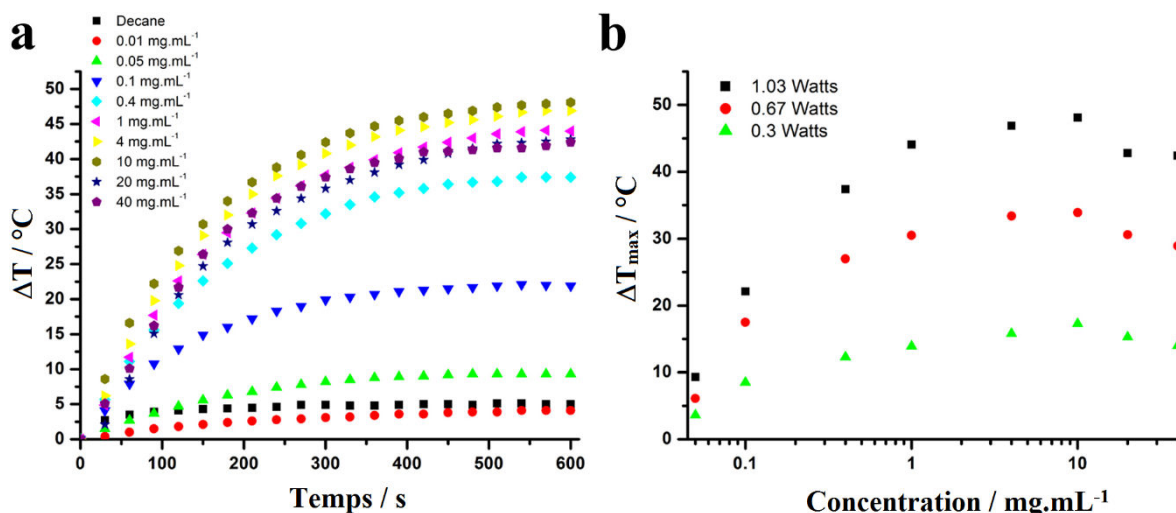 a
Decane
0.01 mg.mL⁻¹
0.05 mg.mL⁻¹
0.1 mg.mL⁻¹
0.4 mg.mL⁻¹
1 mg.mL⁻¹
4 mg.mL⁻¹
10 mg.mL⁻¹
20 mg.mL⁻¹
40 mg.mL⁻¹
50
45
40
35
30
25
20
15
10
5
0
ΔT / °C
0 100 200 300 400 500 600
Temps / s
b
1.03 Watts
0.67 Watts
0.3 Watts
50
40
30
20
10
0
ΔTmax / °C
0.1 1 10
Concentration / mg.mL⁻¹